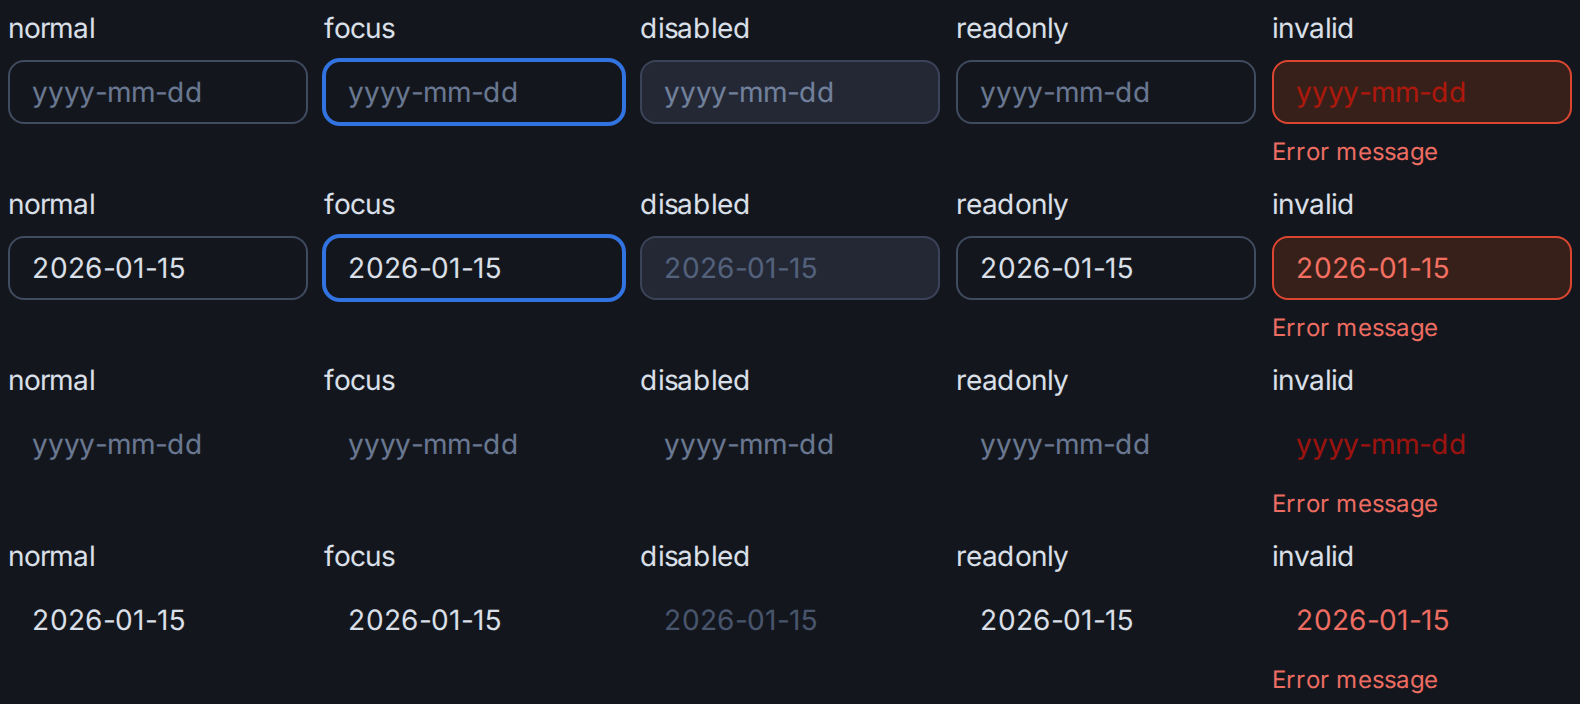 normal focus disabled readonly invalid
yyyy-mm-dd yyyy-mm-dd yyyy-mm-dd yyyy-mm-dd yyyy-mm-dd
Error message
normal focus disabled readonly invalid
2026-01-15 2026-01-15 2026-01-15 2026-01-15 2026-01-15
Error message
normal focus disabled readonly invalid
yyyy-mm-dd yyyy-mm-dd yyyy-mm-dd yyyy-mm-dd yyyy-mm-dd
Error message
normal focus disabled readonly invalid
2026-01-15 2026-01-15 2026-01-15 2026-01-15 2026-01-15
Error message